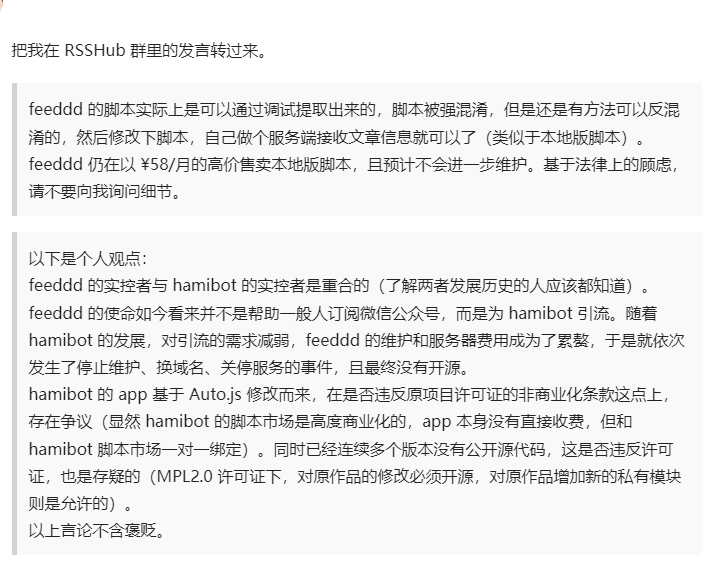 把我在 RSSHub 群里的发言转过来。
feeddd 的脚本实际上是可以通过调试提取出来的，脚本被强混淆，但是还是有方法可以反混
淆的，然后修改下脚本，自己做个服务端接收文章信息就可以了（类似于本地版脚本）。
feeddd 仍在以 ¥58/月的高价售卖本地版脚本，且预计不会进一步维护。基于法律上的顾虑，
请不要向我询问细节。
以下是个人观点：
feeddd 的实控者与 hamibot 的实控者是重合的（了解两者发展历史的人应该都知道）。
feeddd 的使命如今看来并不是帮助一般人订阅微信公众号，而是为 hamibot 引流。随着
hamibot 的发展，对引流的需求减弱，feeddd 的维护和服务器费用成为了累赘，于是就依次
发生了停止维护、换域名、关停服务的事件，且最终没有开源。
hamibot 的 app 基于 Auto.js 修改而来，在是否违反原项目许可证的非商业化条款这点上，
存在争议（显然 hamibot 的脚本市场是高度商业化的，app 本身没有直接收费，但和
hamibot 脚本市场一对一绑定）。同时已经连续多个版本没有公开源代码，这是否违反许可
证，也是存疑的（MPL2.0 许可证下，对原作品的修改必须开源，对原作品增加新的私有模块
则是允许的）。
以上言论不含褒贬。